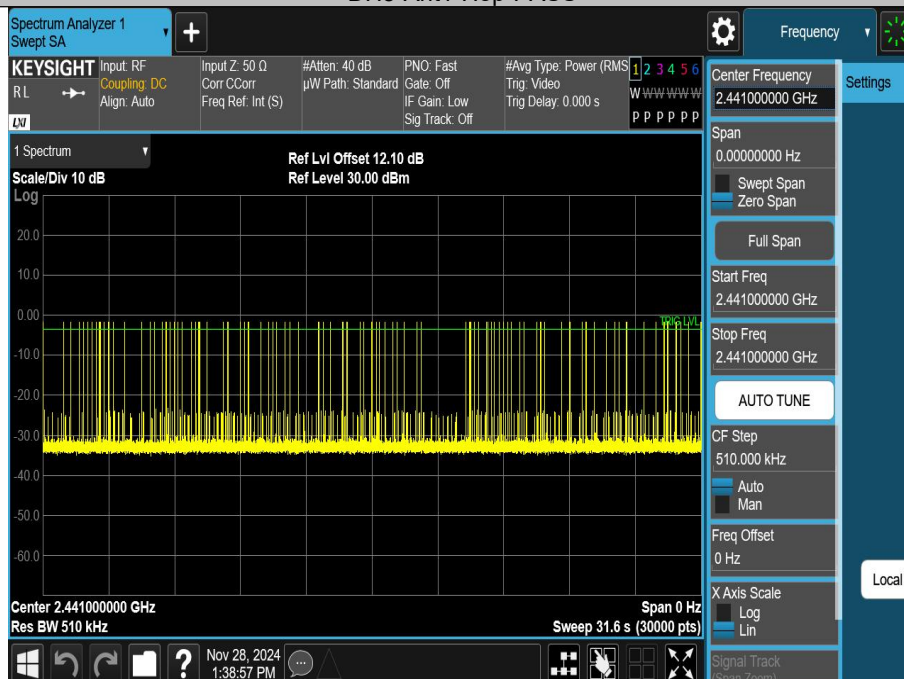 Spectrum Analyzer 1
Swept SA
Frequency
KEYSIGHT
R L
LXI
Input: RF
Coupling: DC
Align: Auto
Input Z: 50 Ω
Corr CCorr
Freq Ref: Int (S)
#Atten: 40 dB
µW Path: Standard
PNO: Fast
Gate: Off
IF Gain: Low
Sig Track: Off
#Avg Type: Power (RMS
Trig: Video
Trig Delay: 0.000 s
1 2 3 4 5 6
W W W W W W
P P P P P P
1 Spectrum
Scale/Div 10 dB
Ref Lvl Offset 12.10 dB
Ref Level 30.00 dBm
Log
20.0
10.0
0.00
TRIG LVL
-10.0
-20.0
-30.0
-40.0
-50.0
-60.0
Center 2.441000000 GHz
Span 0 Hz
Res BW 510 kHz
Sweep 31.6 s (30000 pts)
Center Frequency
2.441000000 GHz
Settings
Span
0.00000000 Hz
Swept Span
Zero Span
Full Span
Start Freq
2.441000000 GHz
Stop Freq
2.441000000 GHz
AUTO TUNE
CF Step
510.000 kHz
Auto
Man
Freq Offset
0 Hz
Local
X Axis Scale
Log
Lin
Signal Track
(Span Zoom)
?
Nov 28, 2024
1:38:57 PM